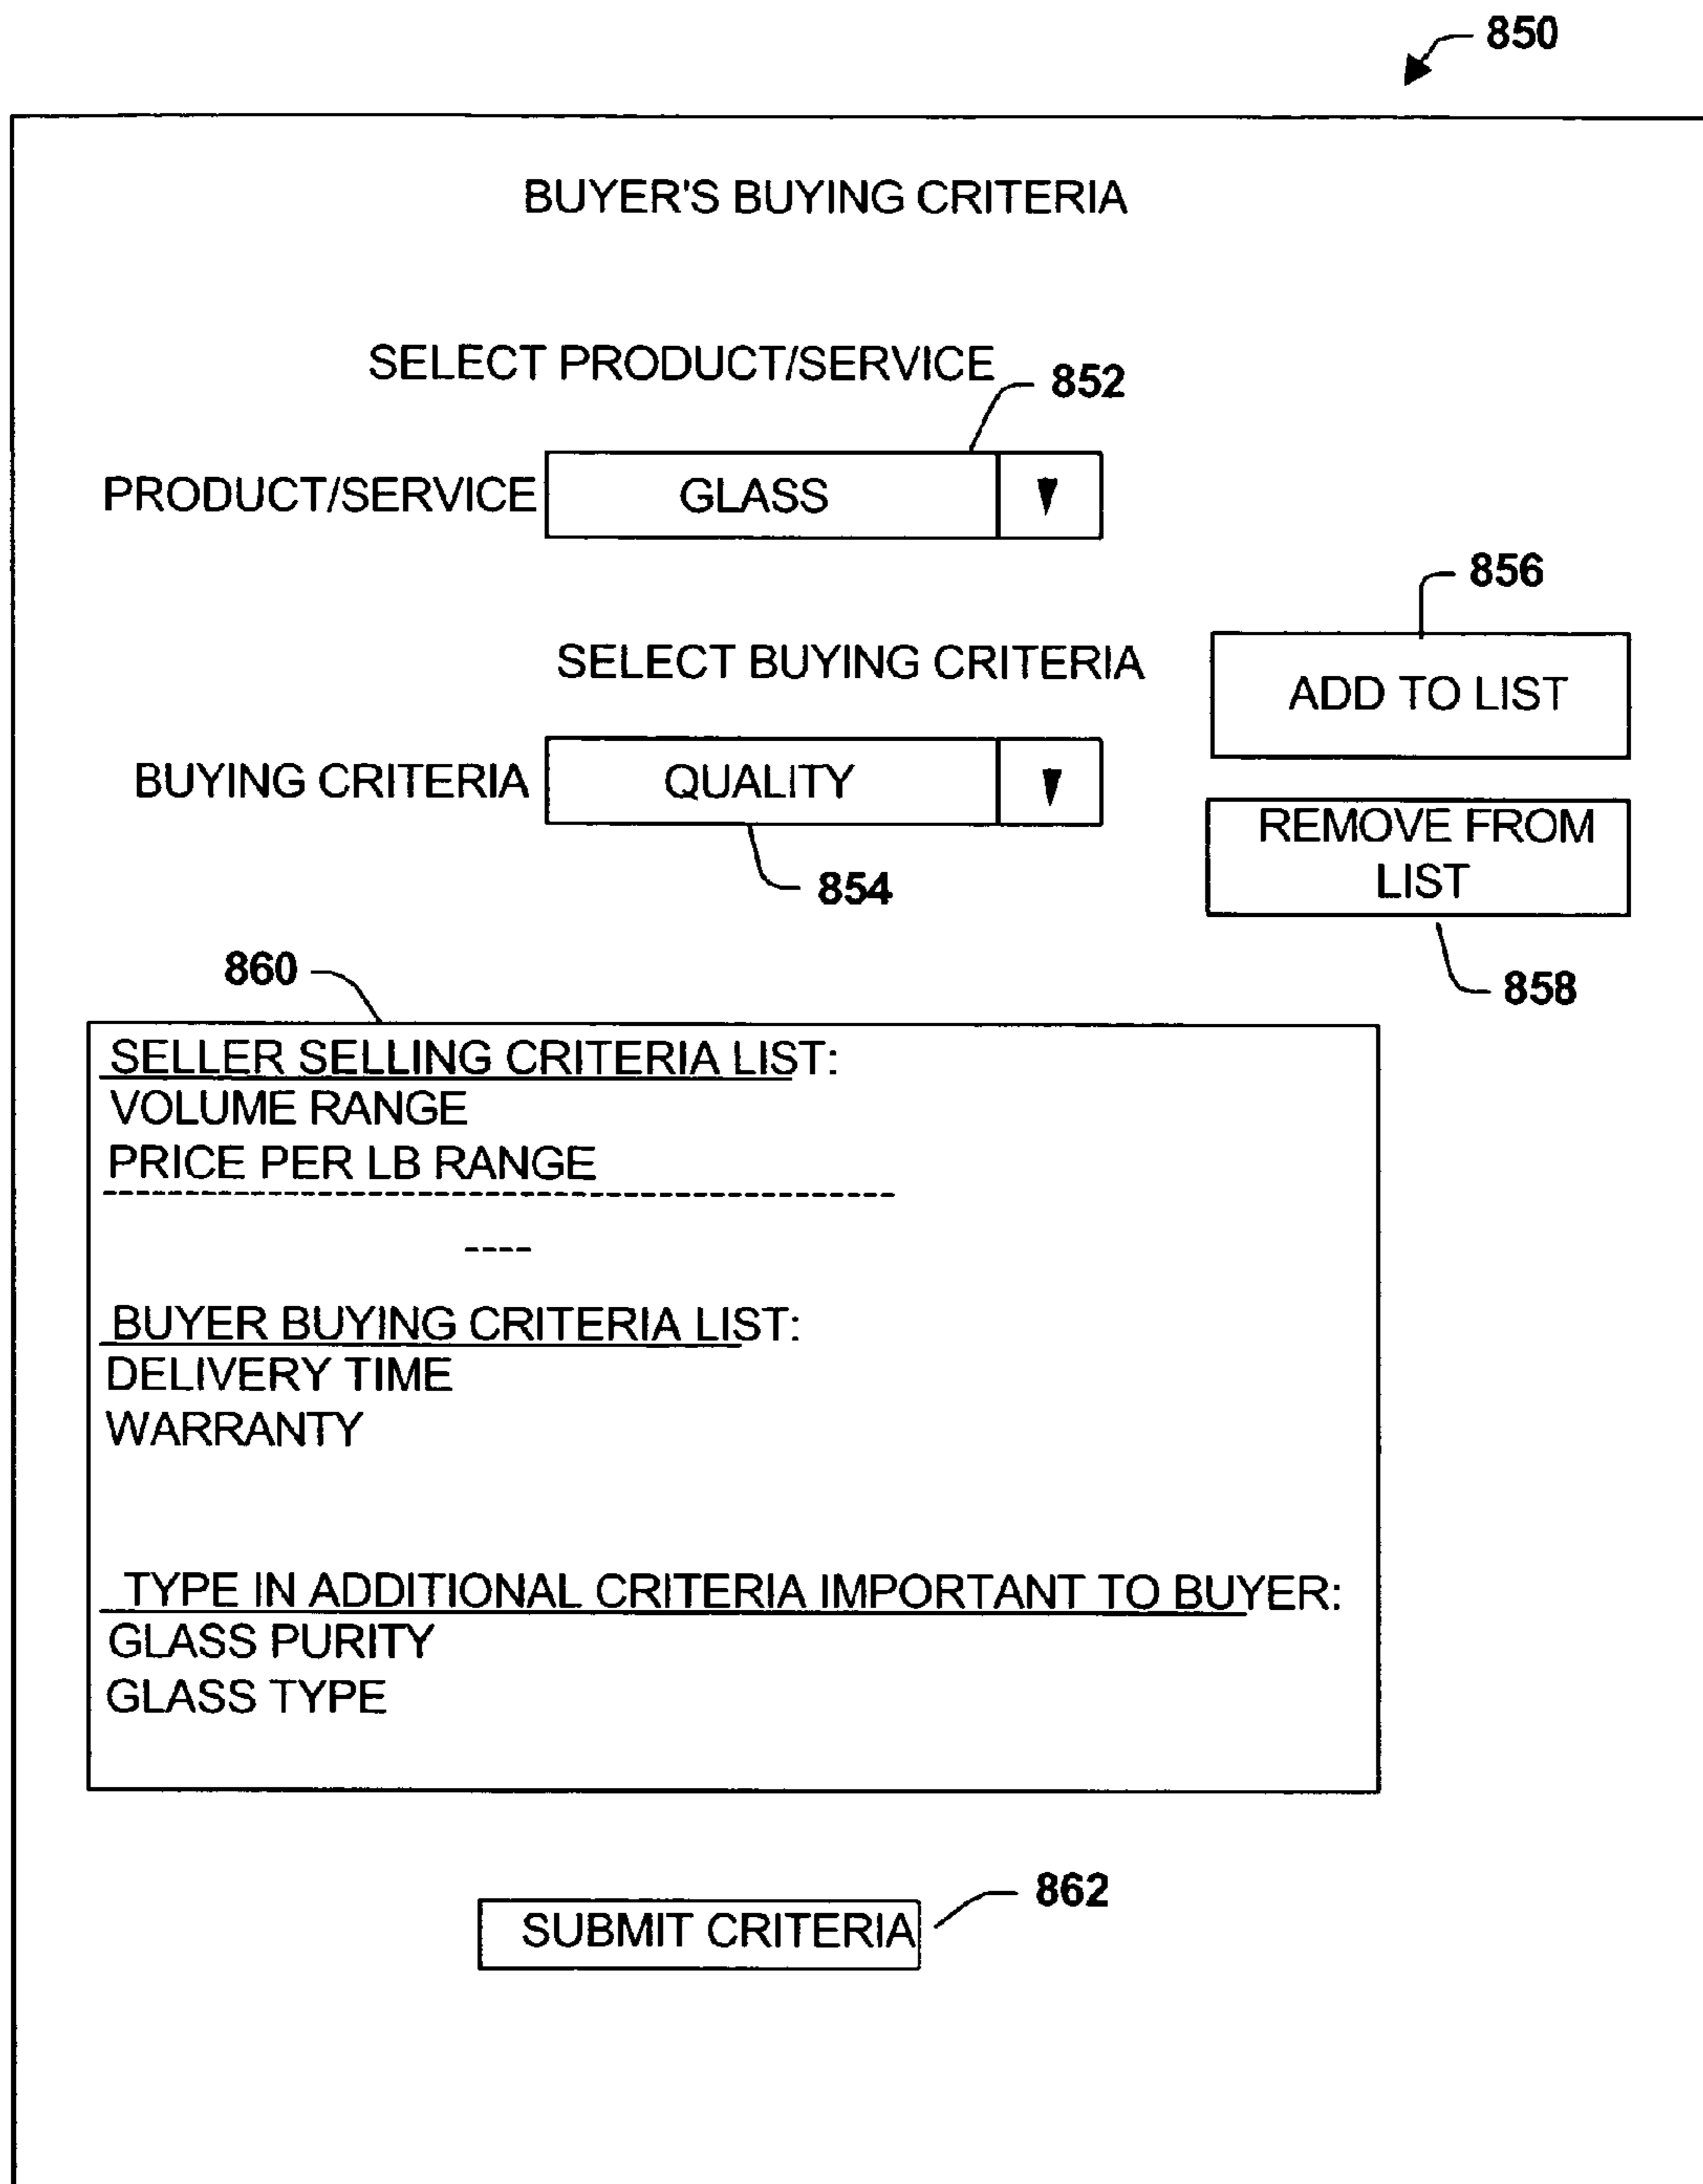 850
BUYER'S BUYING CRITERIA
SELECT PRODUCT/SERVICE
852
PRODUCT/SERVICE GLASS
856
SELECT BUYING CRITERIA
ADD TO LIST
BUYING CRITERIA QUALITY
REMOVE FROM
LIST
854
858
860
SELLER SELLING CRITERIA LIST:
VOLUME RANGE
PRICE PER LB RANGE
----
BUYER BUYING CRITERIA LIST:
DELIVERY TIME
WARRANTY
TYPE IN ADDITIONAL CRITERIA IMPORTANT TO BUYER:
GLASS PURITY
GLASS TYPE
862
SUBMIT CRITERIA